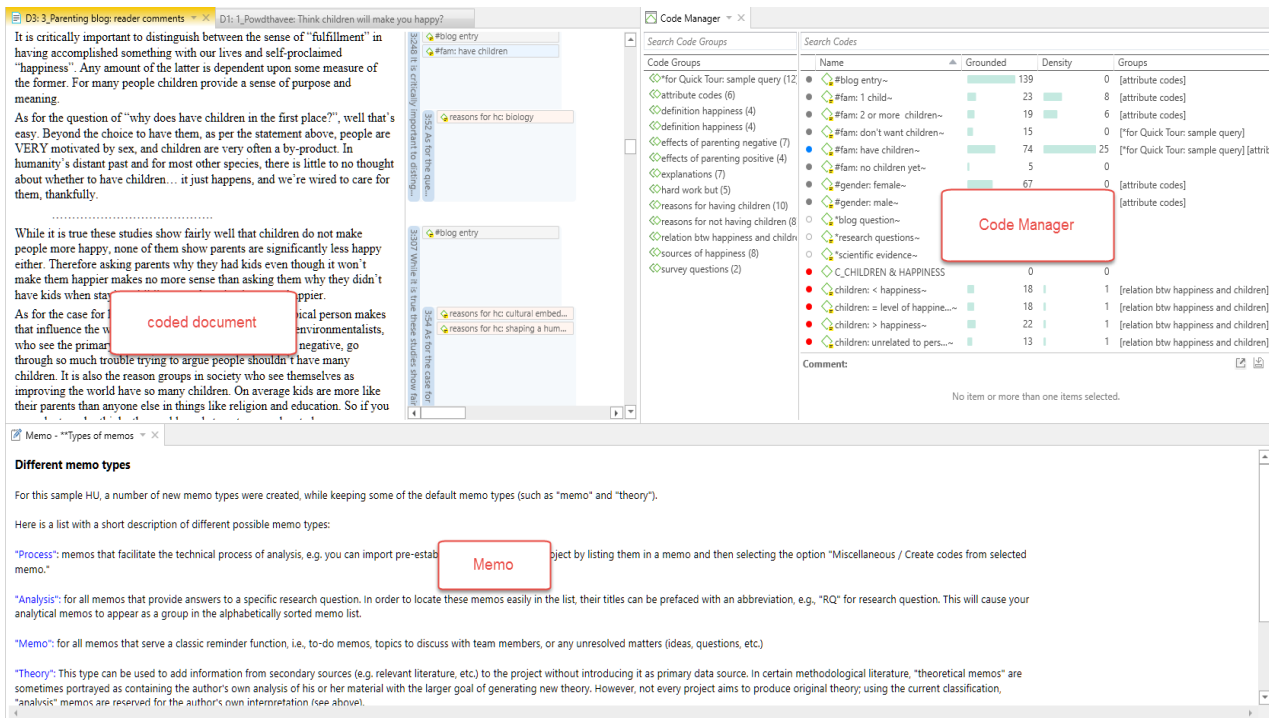 D3: 3_Parenting blog: reader comments
D1: 1_Powdthavee: Think children will make you happy?
It is critically important to distinguish between the sense of “fulfillment” in
having accomplished something with our lives and self-proclaimed
“happiness”. Any amount of the latter is dependent upon some measure of
the former. For many people children provide a sense of purpose and
meaning.
As for the question of “why does have children in the first place?”, well that’s
easy. Beyond the choice to have them, as per the statement above, people are
VERY motivated by sex, and children are very often a by-product. In
humanity’s distant past and for most other species, there is little to no thought
about whether to have children… it just happens, and we’re wired to care for
them, thankfully.
………………………………….
While it is true these studies show fairly well that children do not make
people more happy, none of them show parents are significantly less happy
either. Therefore asking parents why they had kids even though it won’t
make them happier makes no more sense than asking them why they didn’t
have kids when
As for the case for
ical person makes
that influence the
environmentalists,
who see the primary
negative, go
through so much trouble trying to argue people shouldn’t have many
children. It is also the reason groups in society who see themselves as
improving the world have so many children. On average kids are more like
their parents than anyone else in things like religion and education. So if you
coded document
3:248 It is critically important to disting...
#blog entry
#fam: have children
3:52 As for the que...
reasons for hc: biology
3:307 While it is true these studies show fair
#blog entry
3:54 As for the case for
reasons for hc: cultural embed...
reasons for hc: shaping a hum...
Code Manager
Search Code Groups
Code Groups
*for Quick Tour: sample query (12)
attribute codes (6)
definition happiness (4)
definition happiness (4)
effects of parenting negative (7)
effects of parenting positive (4)
explanations (7)
hard work but (5)
reasons for having children (10)
reasons for not having children (8
relation btw happiness and childre
sources of happiness (8)
survey questions (2)
Search Codes
Name Grounded Density Groups
#blog entry~ 139 0 [attribute codes]
#fam: 1 child~ 23 8 [attribute codes]
#fam: 2 or more children~ 19 6 [attribute codes]
#fam: don't want children~ 15 0 [*for Quick Tour: sample query]
#fam: have children~ 74 25 [*for Quick Tour: sample query] [attrib
#fam: no children yet~ 5 0
#gender: female~ 67 0 [attribute codes]
#gender: male~ [attribute codes]
*blog question~
*research questions~
*scientific evidence~
C_CHILDREN & HAPPINESS 0 0
children: < happiness~ 18 1 [relation btw happiness and children]
children: = level of happine...~ 18 1 [relation btw happiness and children]
children: > happiness~ 22 1 [relation btw happiness and children]
children: unrelated to pers...~ 13 1 [relation btw happiness and children]
Code Manager
Comment:
No item or more than one items selected.
Memo - **Types of memos
Different memo types
For this sample HU, a number of new memo types were created, while keeping some of the default memo types (such as "memo" and "theory").
Here is a list with a short description of different possible memo types:
"Process": memos that facilitate the technical process of analysis, e.g. you can import
ject by listing them in a memo and then selecting the option "Miscellaneous / Create codes from selected
memo."
Memo
"Analysis": for all memos that provide answers to a specific research question. In order to locate these memos easily in the list, their titles can be prefaced with an abbreviation, e.g., "RQ" for research question. This will cause your
analytical memos to appear as a group in the alphabetically sorted memo list.
"Memo": for all memos that serve a classic reminder function, i.e., to-do memos, topics to discuss with team members, or any unresolved matters (ideas, questions, etc.)
"Theory": This type can be used to add information from secondary sources (e.g. relevant literature, etc.) to the project without introducing it as primary data source. In certain methodological literature, "theoretical memos" are
sometimes portrayed as containing the author's own analysis of his or her material with the larger goal of generating new theory. However, not every project aims to produce original theory; using the current classification,
"analysis" memos are reserved for the author's own interpretation (see above).